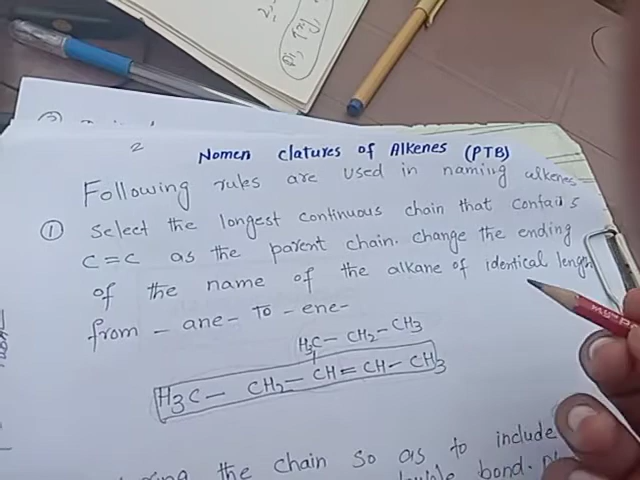 2
Nomen clatures of Alkenes (PTB)
Following rules are used in naming alkenes
① Select the longest continuous chain that contains
C=C as the parent chain. Change the ending
of the name of the alkane of identical length
from - ane - to - ene -
H3C - CH2 - CH3
H3C - CH2 - CH = CH - CH3
the chain so as to include
bond.